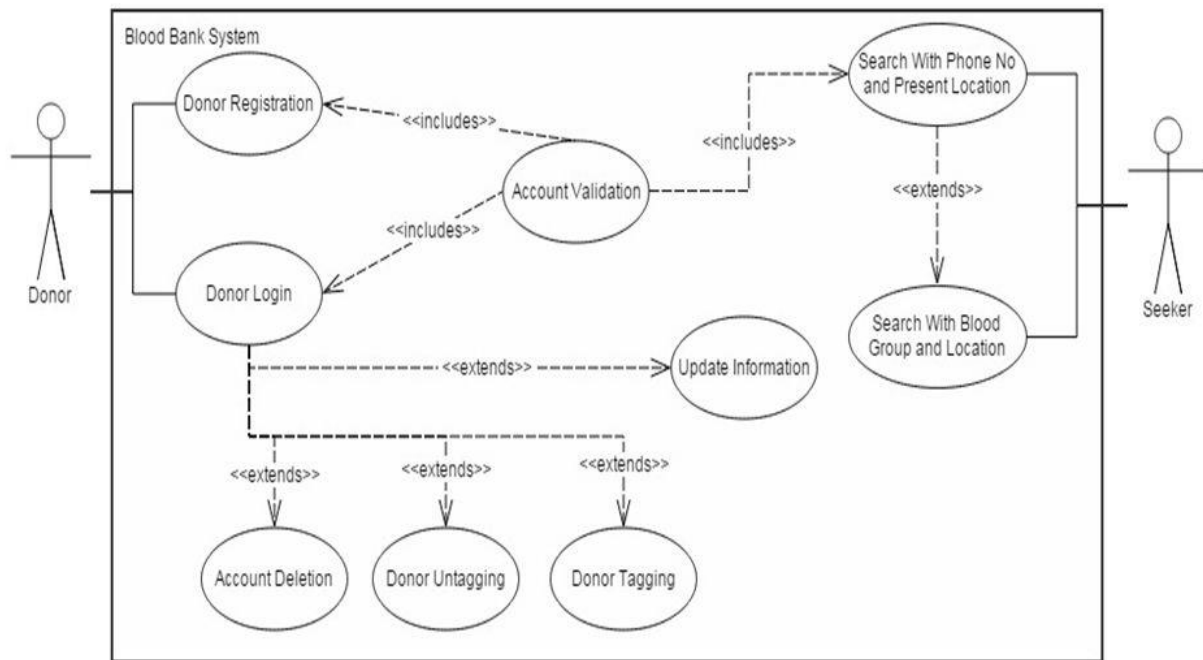 Blood Bank System
Donor Registration
<<includes>>
Account Validation
<<includes>>
Search With Phone No
and Present Location
<<includes>>
<<extends>>
Donor
Donor Login
Seeker
Search With Blood
Group and Location
<<extends>>
Update Information
<<extends>>
<<extends>>
<<extends>>
Account Deletion
Donor Untagging
Donor Tagging